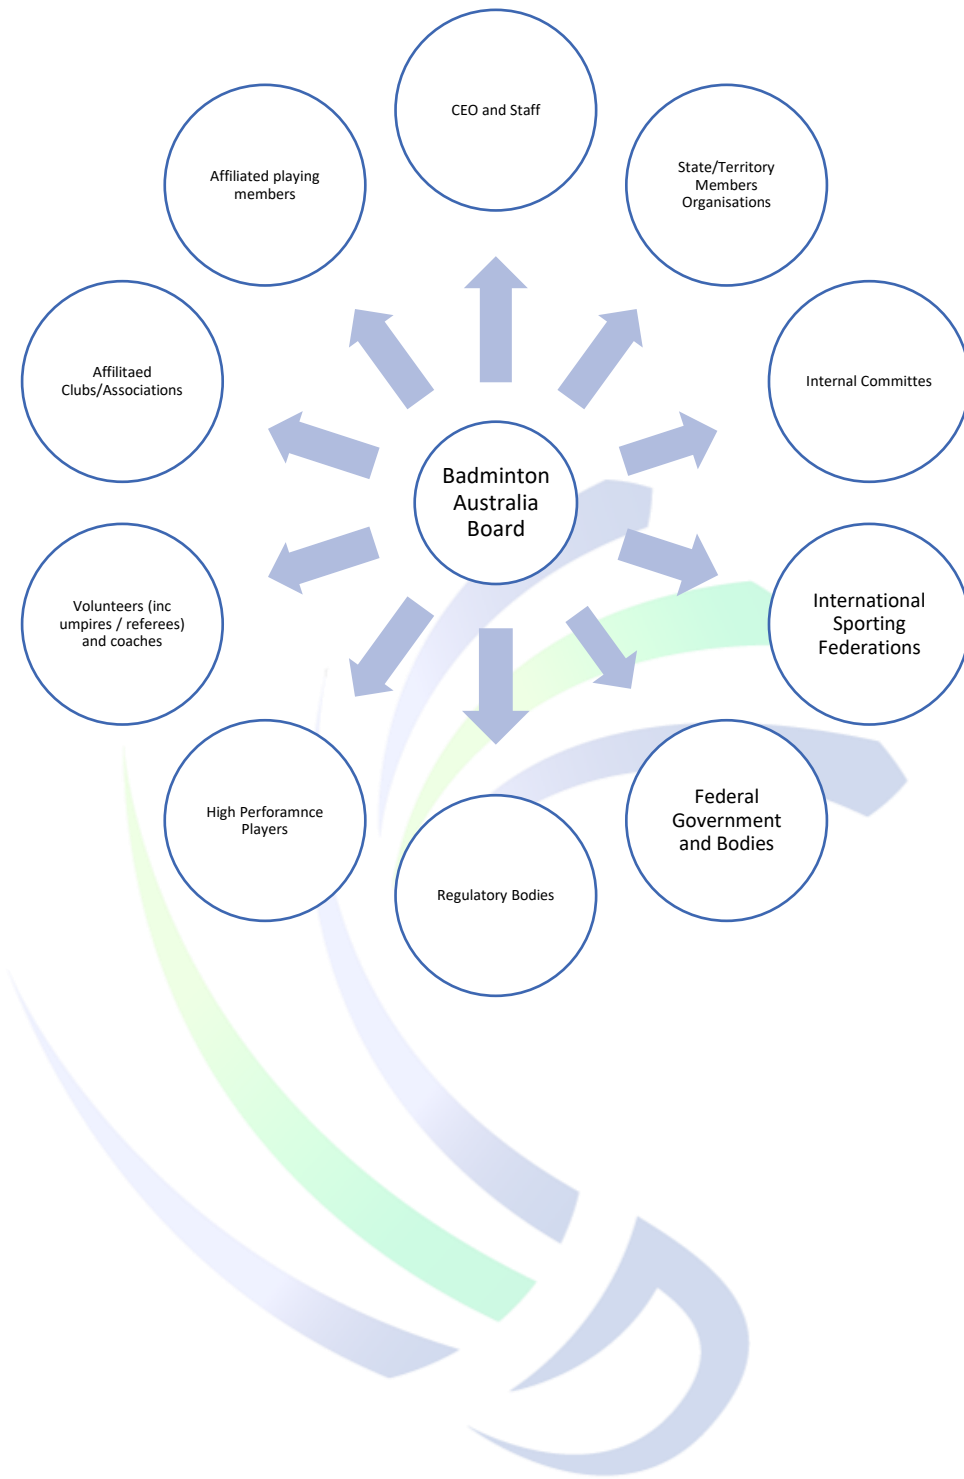 CEO and Staff
State/Territory
Members
Organisations
Internal Committes
International
Sporting
Federations
Federal
Government
and Bodies
Regulatory Bodies
High Perforamnce
Players
Volunteers (inc
umpires / referees)
and coaches
Affilitaed
Clubs/Associations
Affiliated playing
members
Badminton
Australia
Board